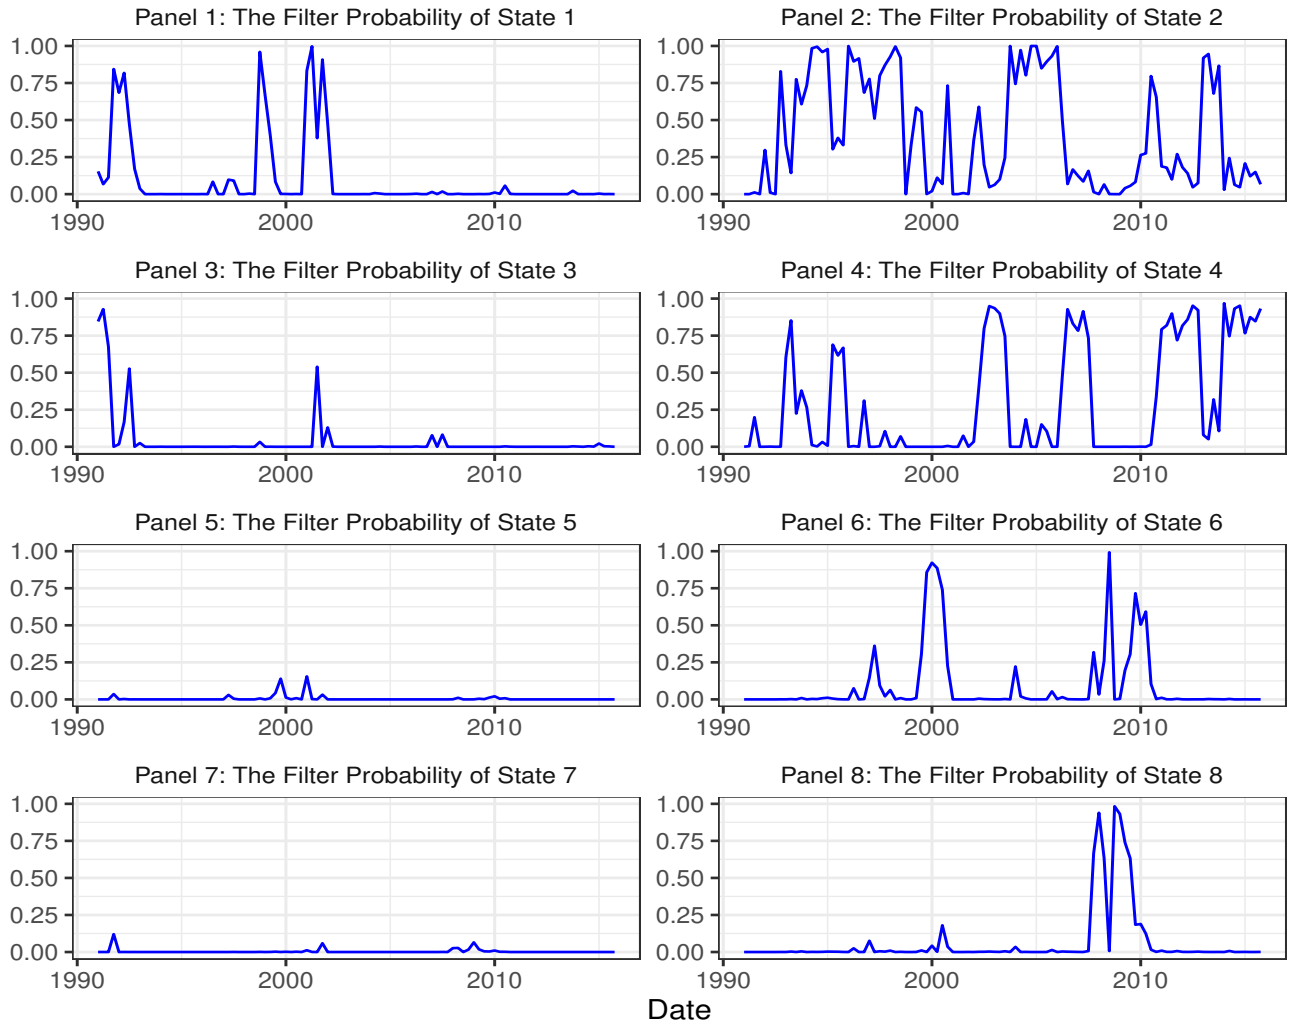 Panel 1: The Filter Probability of State 1
1.00
0.75
0.50
0.25
0.00
1990 2000 2010
Panel 2: The Filter Probability of State 2
1.00
0.75
0.50
0.25
0.00
1990 2000 2010
Panel 3: The Filter Probability of State 3
1.00
0.75
0.50
0.25
0.00
1990 2000 2010
Panel 4: The Filter Probability of State 4
1.00
0.75
0.50
0.25
0.00
1990 2000 2010
Panel 5: The Filter Probability of State 5
1.00
0.75
0.50
0.25
0.00
1990 2000 2010
Panel 6: The Filter Probability of State 6
1.00
0.75
0.50
0.25
0.00
1990 2000 2010
Panel 7: The Filter Probability of State 7
1.00
0.75
0.50
0.25
0.00
1990 2000 2010
Panel 8: The Filter Probability of State 8
1.00
0.75
0.50
0.25
0.00
1990 2000 2010
Date